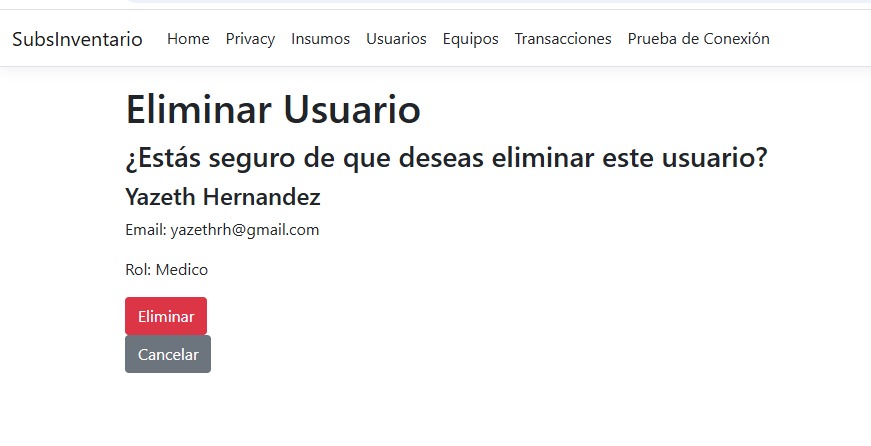 SubsInventario Home Privacy Insumos Usuarios Equipos Transacciones Prueba de Conexión
Eliminar Usuario
¿Estás seguro de que deseas eliminar este usuario?
Yazeth Hernandez
Email: yazethrh@gmail.com
Rol: Medico
Eliminar
Cancelar